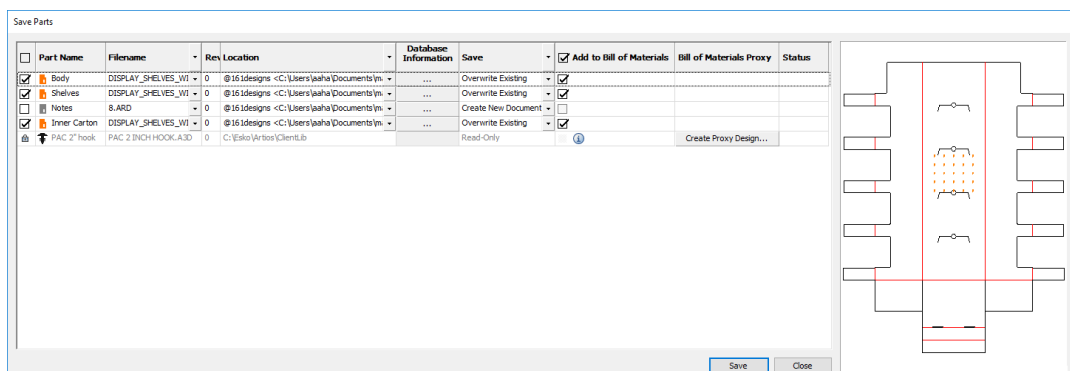 Save Parts
Part Name Filename Rev Location Database Information Save Add to Bill of Materials Bill of Materials Proxy Status
Body DISPLAY_SHELVES_WI 0 @161designs <C:\Users\aaha\Documents\m ... Overwrite Existing
Shelves DISPLAY_SHELVES_WI 0 @161designs <C:\Users\aaha\Documents\m ... Overwrite Existing
Notes 8.ARD 0 @161designs <C:\Users\aaha\Documents\m ... Create New Document
Inner Carton DISPLAY_SHELVES_WI 0 @161designs <C:\Users\aaha\Documents\m ... Overwrite Existing
PAC 2" hook PAC 2 INCH HOOK.A3D 0 C:\Esko\Artios\ClientLib Read-Only Create Proxy Design...
Save Close